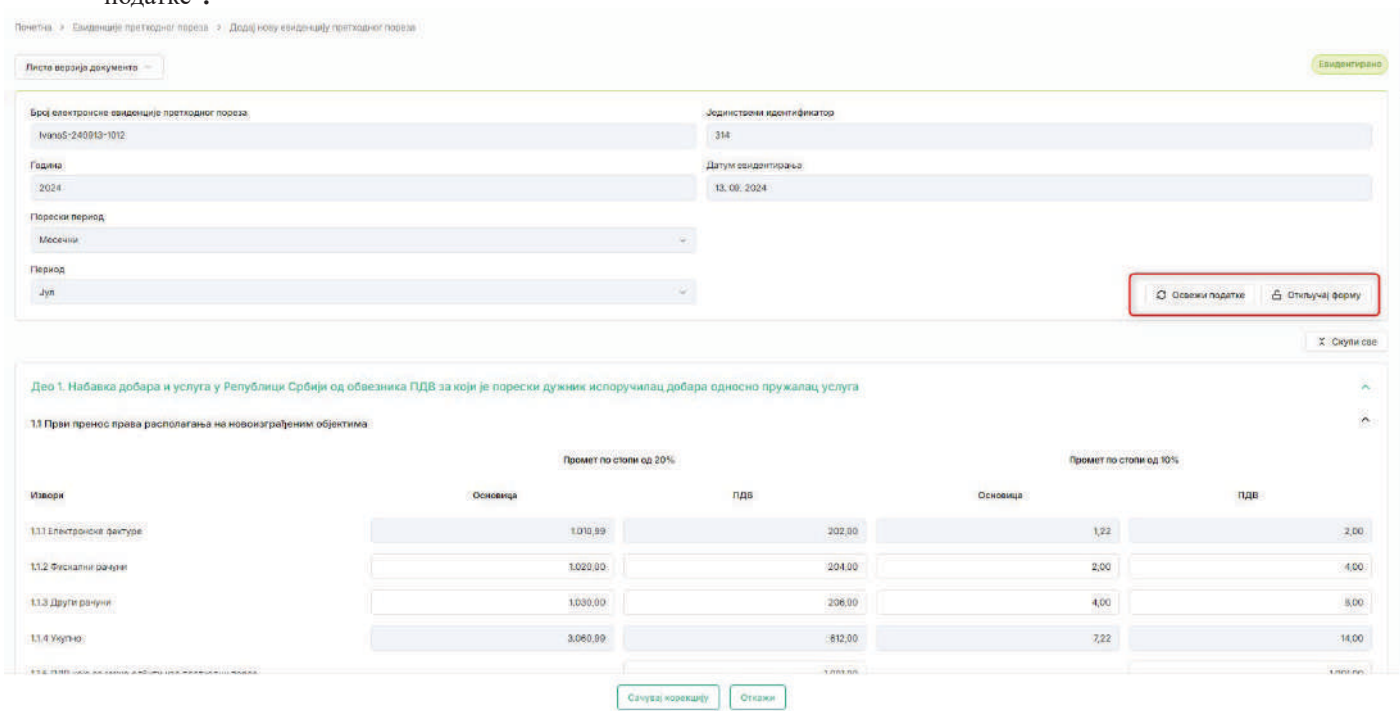 податке“.
Почетна > Евиденције претходног пореза > Додај нову евиденцију претходног пореза
Листа верзија документа
Евидентирано
Број електронске евиденције претходног пореза
Јединствени идентификатор
IvanaS-240913-1012
314
Година
Датум евидентирања
2024
13. 09. 2024
Порески период
Месечни
Период
Јул
Освежи податке
Откључај форму
Скупи све
Део 1. Набавка добара и услуга у Републици Србији од обвезника ПДВ за који је порески дужник испоручилац добара односно пружалац услуга
1.1 Први пренос права располагања на новоизграђеним објектима
Промет по стопи од 20%
Промет по стопи од 10%
Извори
Основица
ПДВ
Основица
ПДВ
1.1.1 Електронске фактуре
1.010,99
202,00
1,22
2,00
1.1.2 Фискални рачуни
1.020,00
204,00
2,00
4,00
1.1.3 Други рачуни
1.030,00
206,00
4,00
8,00
1.1.4 Укупно
3.060,99
612,00
7,22
14,00
Сачувај корекцију
Откажи